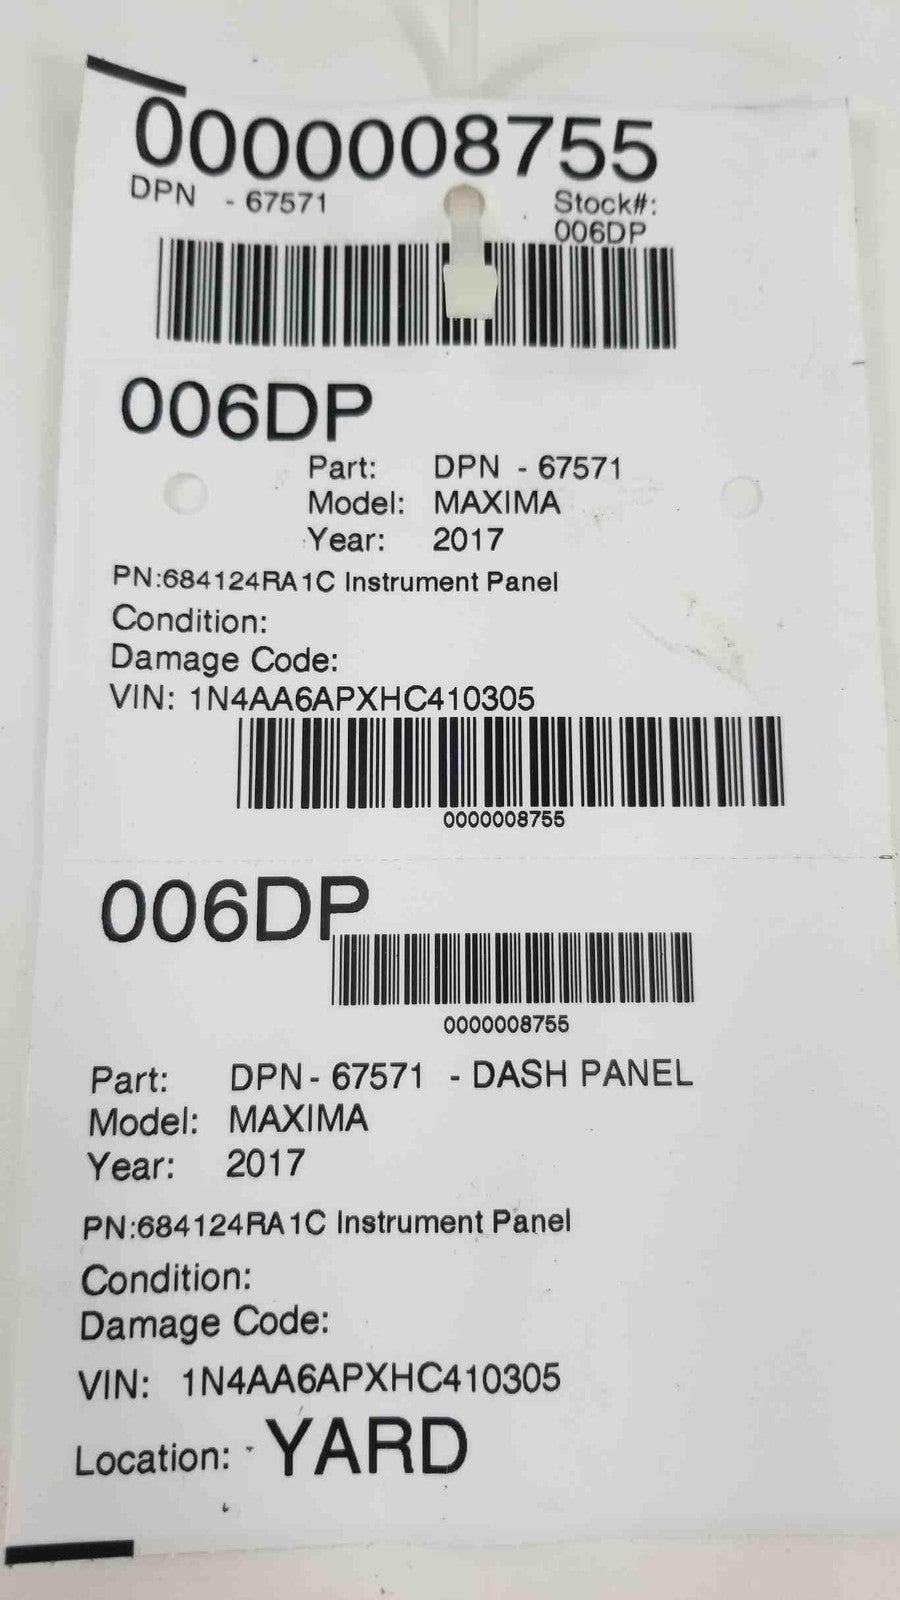 0000008755
DPN - 67571 Stock#:
006DP
006DP
Part: DPN - 67571
Model: MAXIMA
Year: 2017
PN:684124RA1C Instrument Panel
Condition:
Damage Code:
VIN: 1N4AA6APXHC410305
0000008755
006DP
0000008755
Part: DPN- 67571 - DASH PANEL
Model: MAXIMA
Year: 2017
PN:684124RA1C Instrument Panel
Condition:
Damage Code:
VIN: 1N4AA6APXHC410305
Location: YARD